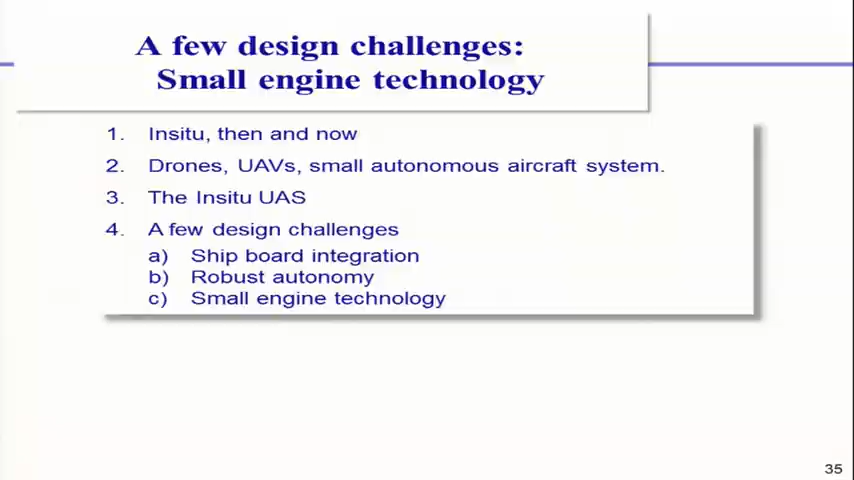 A few design challenges:
Small engine technology
1. Insitu, then and now
2. Drones, UAVs, small autonomous aircraft system.
3. The Insitu UAS
4. A few design challenges
a) Ship board integration
b) Robust autonomy
c) Small engine technology
35